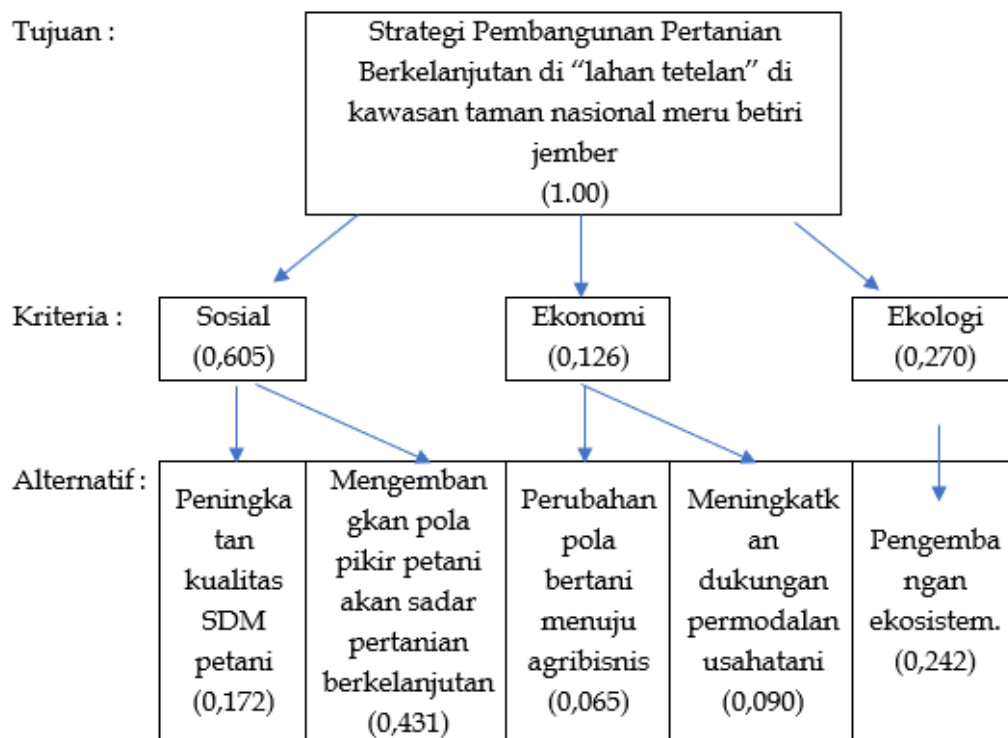 Tujuan :
Strategi Pembangunan Pertanian
Berkelanjutan di “lahan tetelan” di
kawasan taman nasional meru betiri
jember
(1.00)
Kriteria :
Sosial
(0,605)
Ekonomi
(0,126)
Ekologi
(0,270)
Alternatif :
Peningka
tan
kualitas
SDM
petani
(0,172)
Mengemban
gkan pola
pikir petani
akan sadar
pertanian
berkelanjutan
(0,431)
Perubahan
pola
bertani
menuju
agribisnis
(0,065)
Meningkatk
an
dukungan
permodalan
usahatani
(0,090)
Pengemba
ngan
ekosistem.
(0,242)